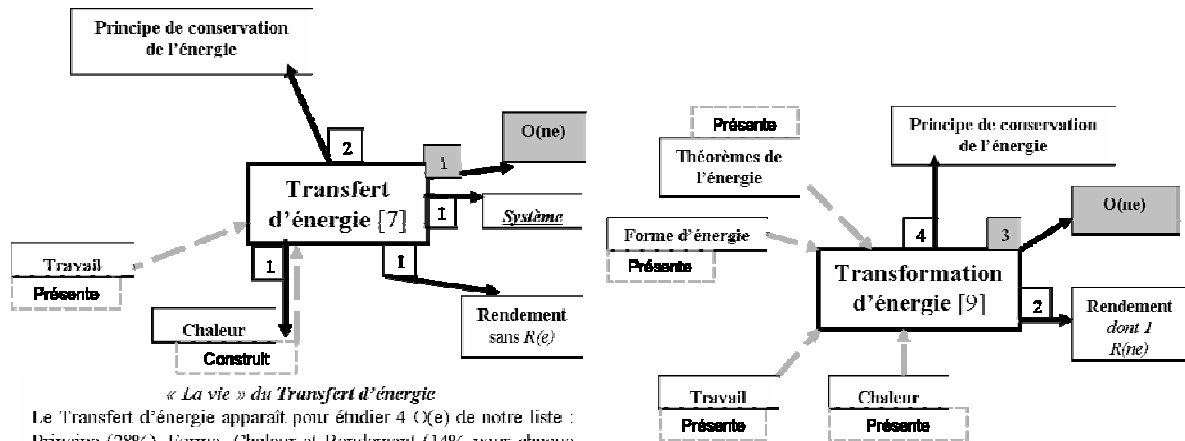 Principe de conservation
de l'énergie
2
1
O(ne)
Transfert
d'énergie [7]
1
Système
Travail
Présente
1
1
Chaleur
Construit
Rendement
sans R(e)
« La vie » du Transfert d'énergie
Le Transfert d'énergie apparaît pour étudier 4 O(e) de notre liste :
Présente
Théorèmes de
l'énergie
Principe de conservation
de l'énergie
Forme d'énergie
Présente
4
3
O(ne)
Transformation
d'énergie [9]
2
Rendement
dont 1
R(ne)
Travail
Présente
Chaleur
Présente